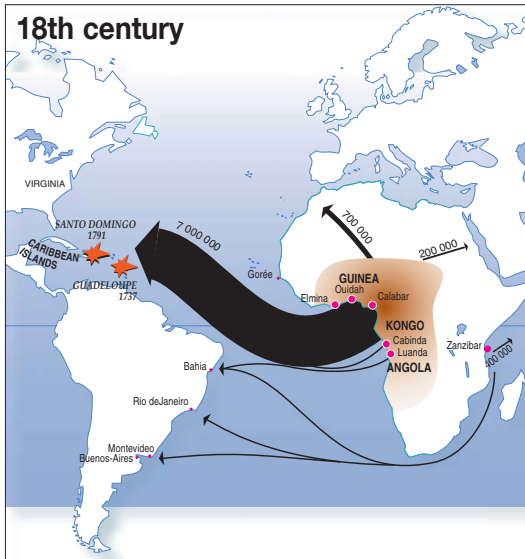 18th century
VIRGINIA
SANTO DOMINGO
1791
CARIBBEAN
ISLANDS
GUADELOUPE
1737
7 000 000
700 000
200 000
Gorée
GUINEA
Ouidah
Elmina
Calabar
KONGO
Cabinda
Luanda
ANGOLA
Zanzibar
400 000
Bahia
Rio deJaneiro
Montevideo
Buenos-Aires